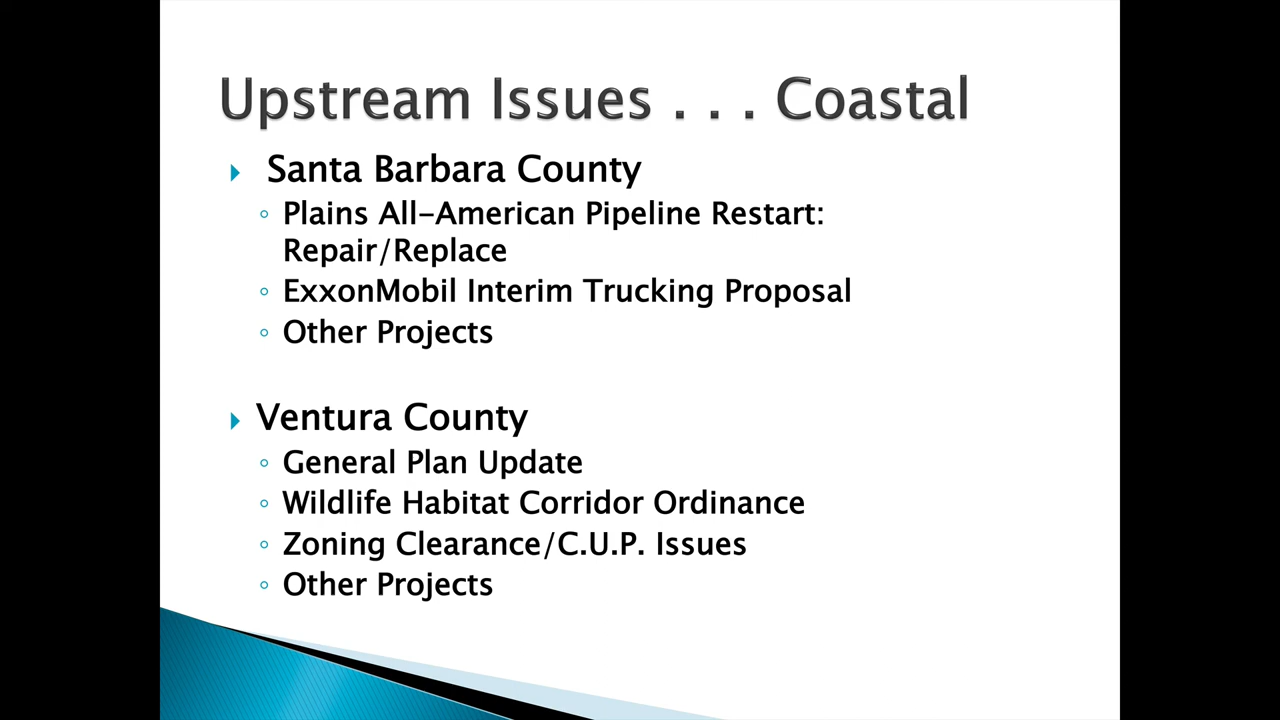 Upstream Issues . . . Coastal
Santa Barbara County
Plains All-American Pipeline Restart:
Repair/Replace
ExxonMobil Interim Trucking Proposal
Other Projects
Ventura County
General Plan Update
Wildlife Habitat Corridor Ordinance
Zoning Clearance/C.U.P. Issues
Other Projects